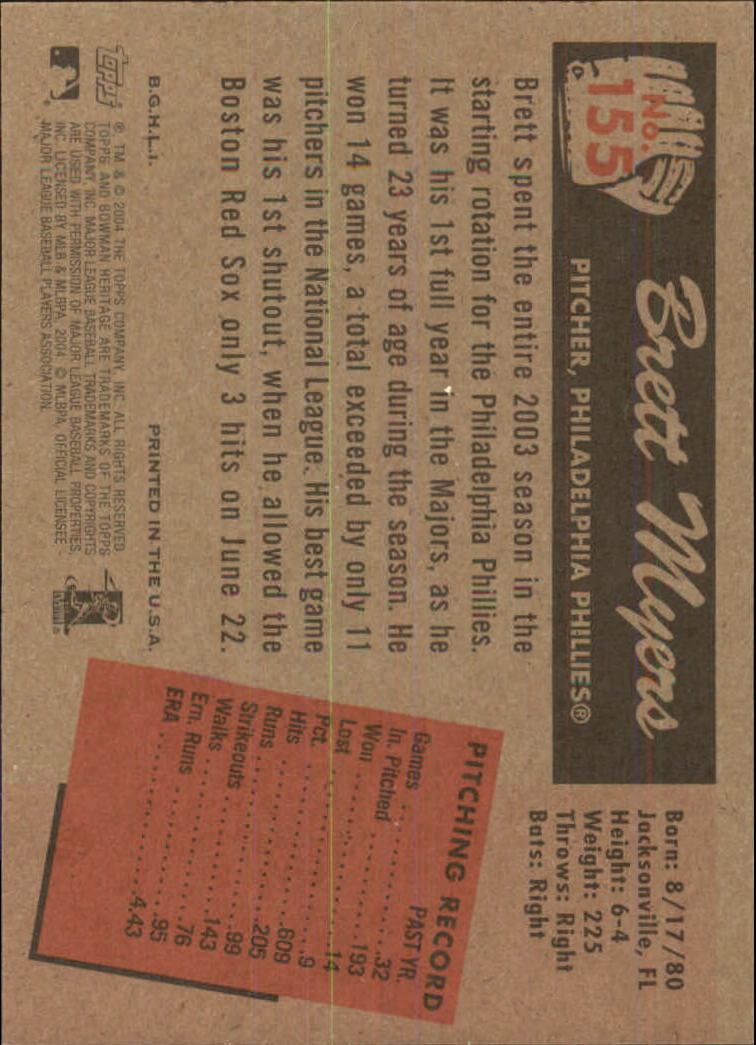 No.
155
Brett Myers
PITCHER, PHILADELPHIA PHILLIES®
Born: 8/17/80
Jacksonville, FL
Height: 6-4
Weight: 225
Throws: Right
Bats: Right
Brett spent the entire 2003 season in the
starting rotation for the Philadelphia Phillies.
It was his 1st full year in the Majors, as he
turned 23 years of age during the season. He
won 14 games, a total exceeded by only 11
pitchers in the National League. His best game
was his 1st shutout, when he allowed the
Boston Red Sox only 3 hits on June 22.
PITCHING RECORD
PAST YR.
Games . . . . . . . . . . . .32
In. Pitched . . . . . . . . .193
Won . . . . . . . . . . . . .14
Lost . . . . . . . . . . . . .9
Pct. . . . . . . . . . . . .609
Hits . . . . . . . . . . . .205
Runs . . . . . . . . . . . .99
Strikeouts . . . . . . . . .143
Walks . . . . . . . . . . . .76
Ern. Runs . . . . . . . . . .95
ERA . . . . . . . . . . . .4.43
B.G.H.L.I.
PRINTED IN THE U.S.A.
topps
® TM & © 2004 THE TOPPS COMPANY, INC. ALL RIGHTS RESERVED
TOPPS AND BOWMAN HERITAGE ARE TRADEMARKS OF THE TOPPS
COMPANY, INC. MAJOR LEAGUE BASEBALL TRADEMARKS AND COPYRIGHTS
ARE USED WITH PERMISSION OF MAJOR LEAGUE BASEBALL PROPERTIES,
INC. LICENSED BY MLB & MLBPA, 2004. © MLBPA, OFFICIAL LICENSEE -
MAJOR LEAGUE BASEBALL PLAYERS ASSOCIATION.